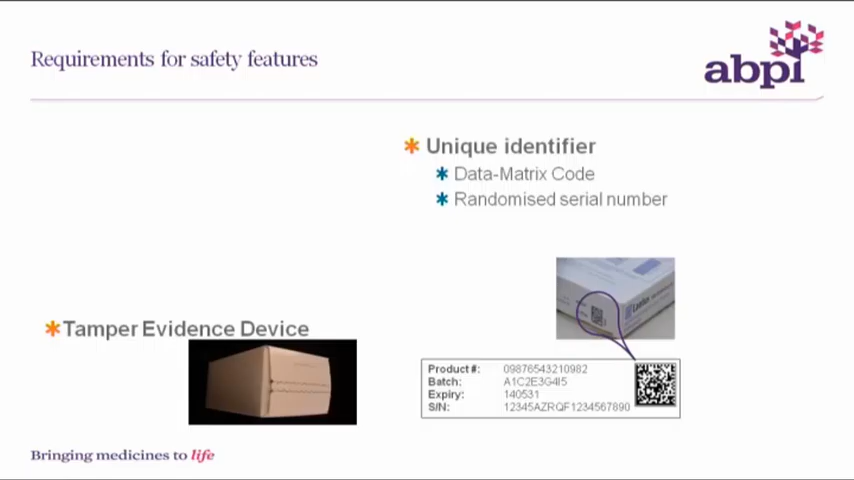 Requirements for safety features
abpi
✱ Unique identifier
✱ Data-Matrix Code
✱ Randomised serial number
✱Tamper Evidence Device
Product #: 09876543210982
Batch: A1C2E3G4I5
Expiry: 140531
S/N: 12345AZRQF1234567890
Bringing medicines to life